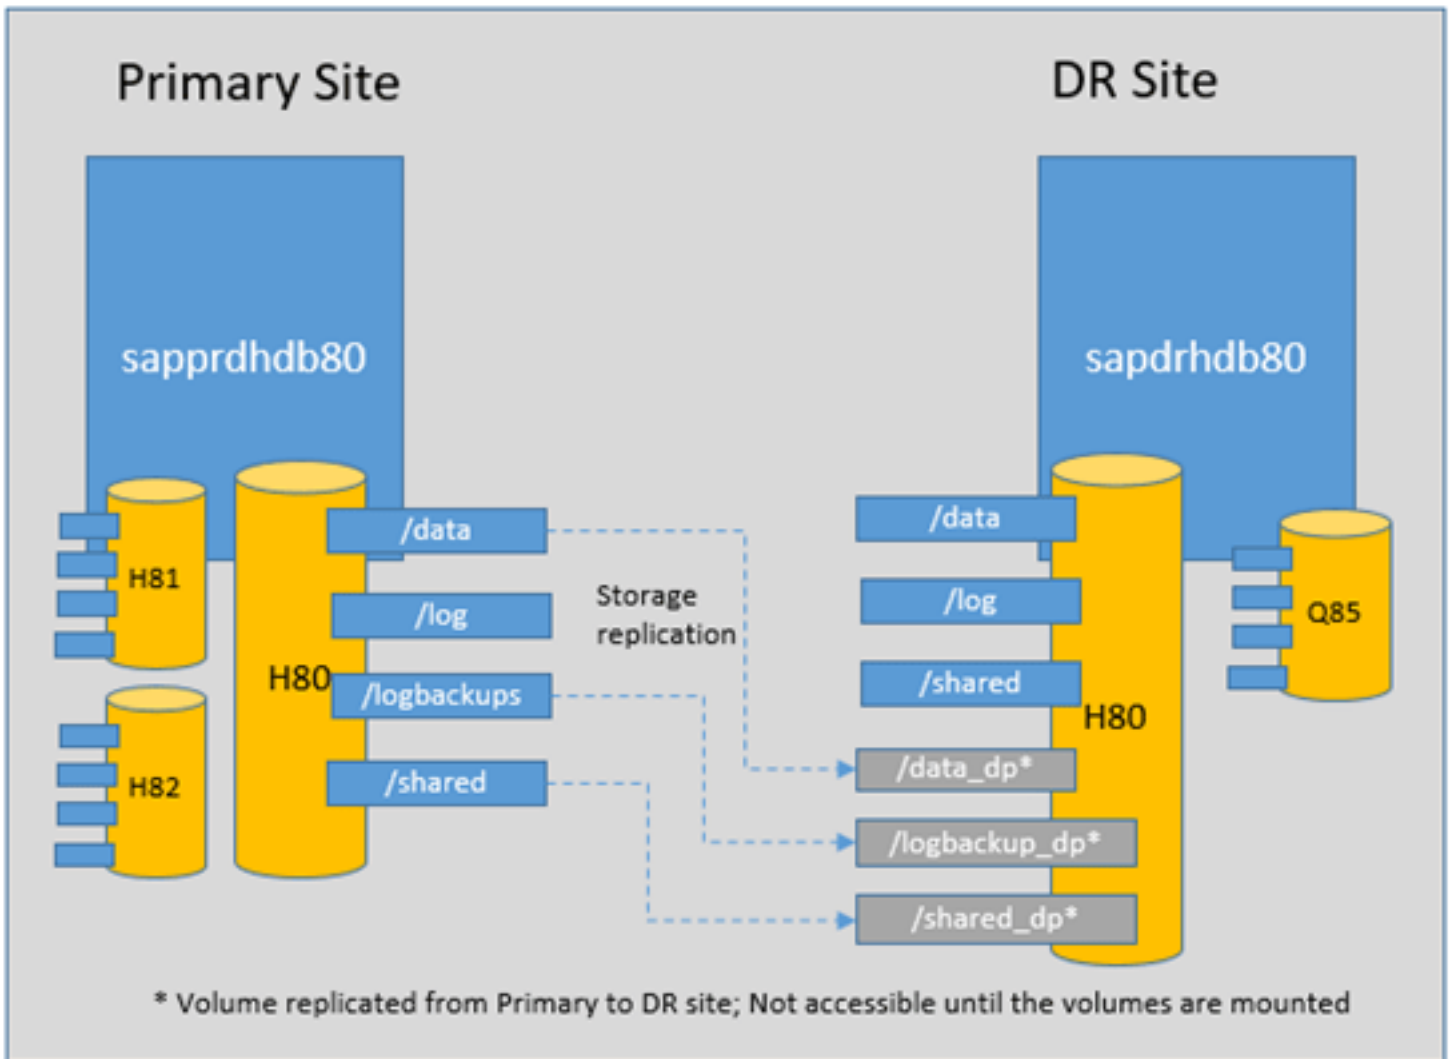 Primary Site
DR Site
sapprdhdb80
sapdrhdb80
H81
H82
H80
/data
/log
/logbackups
/shared
Storage
replication
/data
/log
/shared
H80
/data_dp*
/logbackup_dp*
/shared_dp*
Q85
* Volume replicated from Primary to DR site; Not accessible until the volumes are mounted